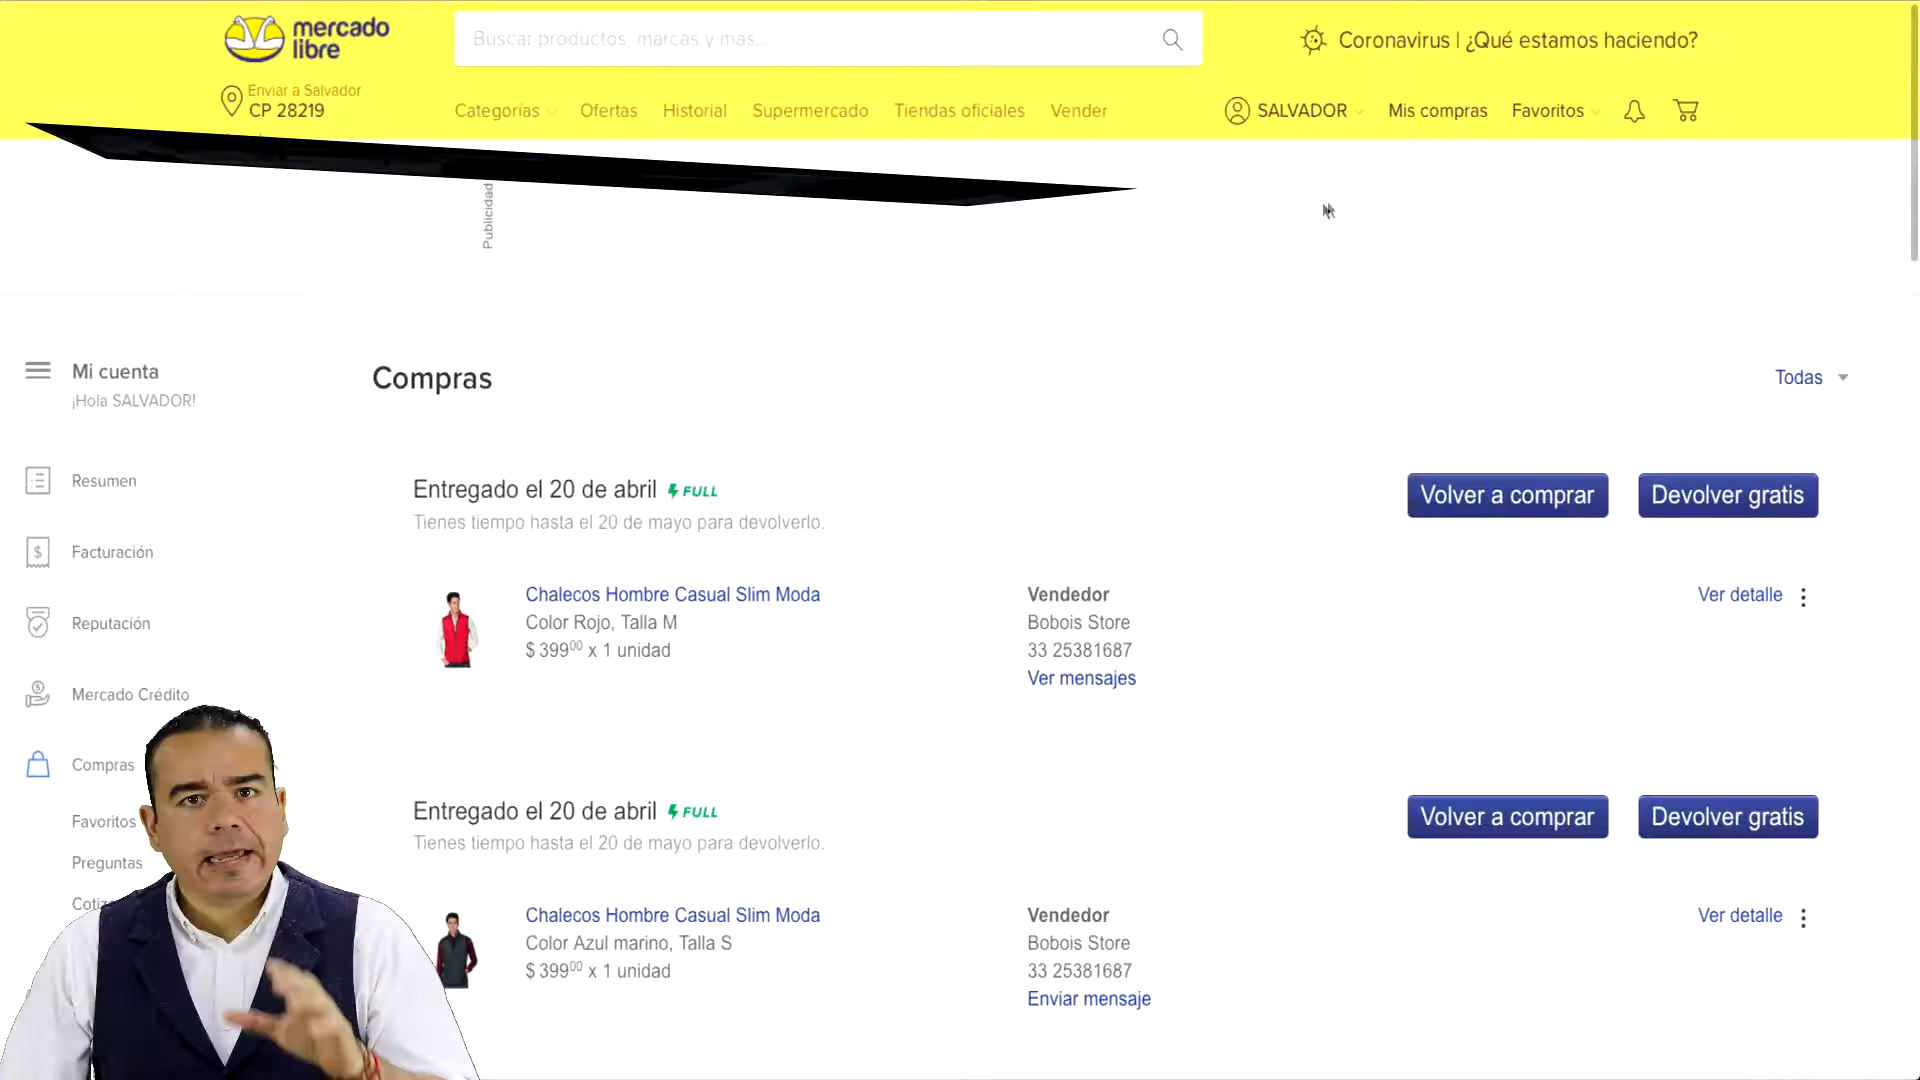 mercado
libre
Buscar productos, marcas y más...
Coronavirus | ¿Qué estamos haciendo?
Enviar a Salvador
CP 28219
Categorías
Ofertas
Historial
Supermercado
Tiendas oficiales
Vender
SALVADOR
Mis compras
Favoritos
Publicidad
Mi cuenta
¡Hola SALVADOR!
Compras
Todas
Resumen
Facturación
Reputación
Mercado Crédito
Compras
Favoritos
Preguntas
Entregado el 20 de abril FULL
Tienes tiempo hasta el 20 de mayo para devolverlo.
Volver a comprar
Devolver gratis
Chalecos Hombre Casual Slim Moda
Color Rojo, Talla M
$ 399⁰⁰ x 1 unidad
Vendedor
Bobois Store
33 25381687
Ver mensajes
Ver detalle
Entregado el 20 de abril FULL
Tienes tiempo hasta el 20 de mayo para devolverlo.
Volver a comprar
Devolver gratis
Chalecos Hombre Casual Slim Moda
Color Azul marino, Talla S
$ 399⁰⁰ x 1 unidad
Vendedor
Bobois Store
33 25381687
Enviar mensaje
Ver detalle